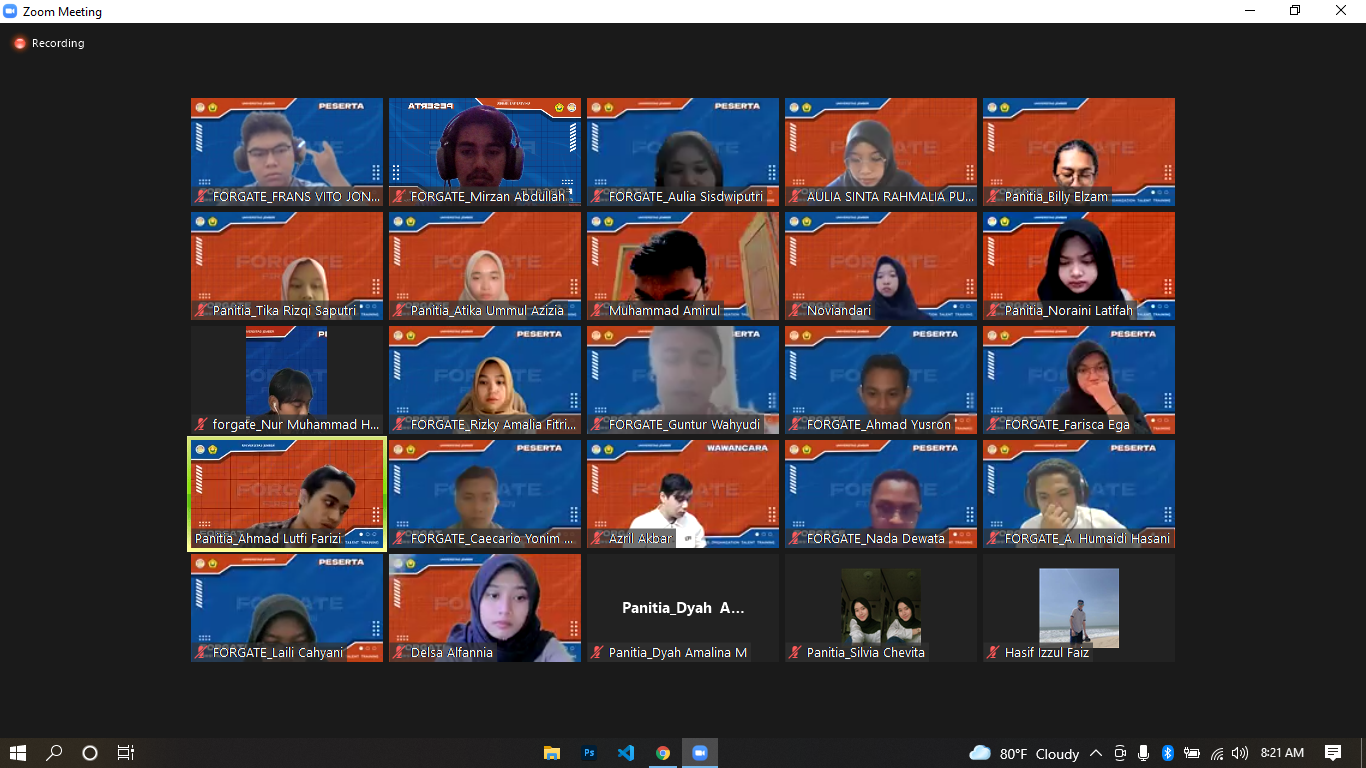 Zoom Meeting
Recording
PESERTA
FORGATE_FRANS VITO JON...
PESERTA
FORGATE_Mirzan Abdullah
PESERTA
FORGATE_Aulia Sisdwiputri
AULIA SINTA RAHMALIA PU...
Panitia_Billy Elzam
Panitia_Tika Rizqi Saputri
Panitia_Atika Ummul Azizia
Muhammad Amirul
Noviandari
Panitia_Noraini Latifah
forgate_Nur Muhammad H...
PESERTA
FORGATE_Rizky Amalia Fitri...
FORGATE_Guntur Wahyudi
PESERTA
FORGATE_Ahmad Yusron
PESERTA
FORGATE_Farisca Ega
FORGATE
Panitia_Ahmad Lutfi Farizi
PESERTA
FORGATE_Caecario Yonim ...
WAWANCARA
Azril Akbar
PESERTA
FORGATE_Nada Dewata
PESERTA
FORGATE_A. Humaidi Hasani
PESERTA
FORGATE_Laili Cahyani
Delsa Alfannia
Panitia_Dyah A...
Panitia_Dyah Amalina M
Panitia_Silvia Chevita
Hasif Izzul Faiz
Ps
80°F Cloudy
8:21 AM